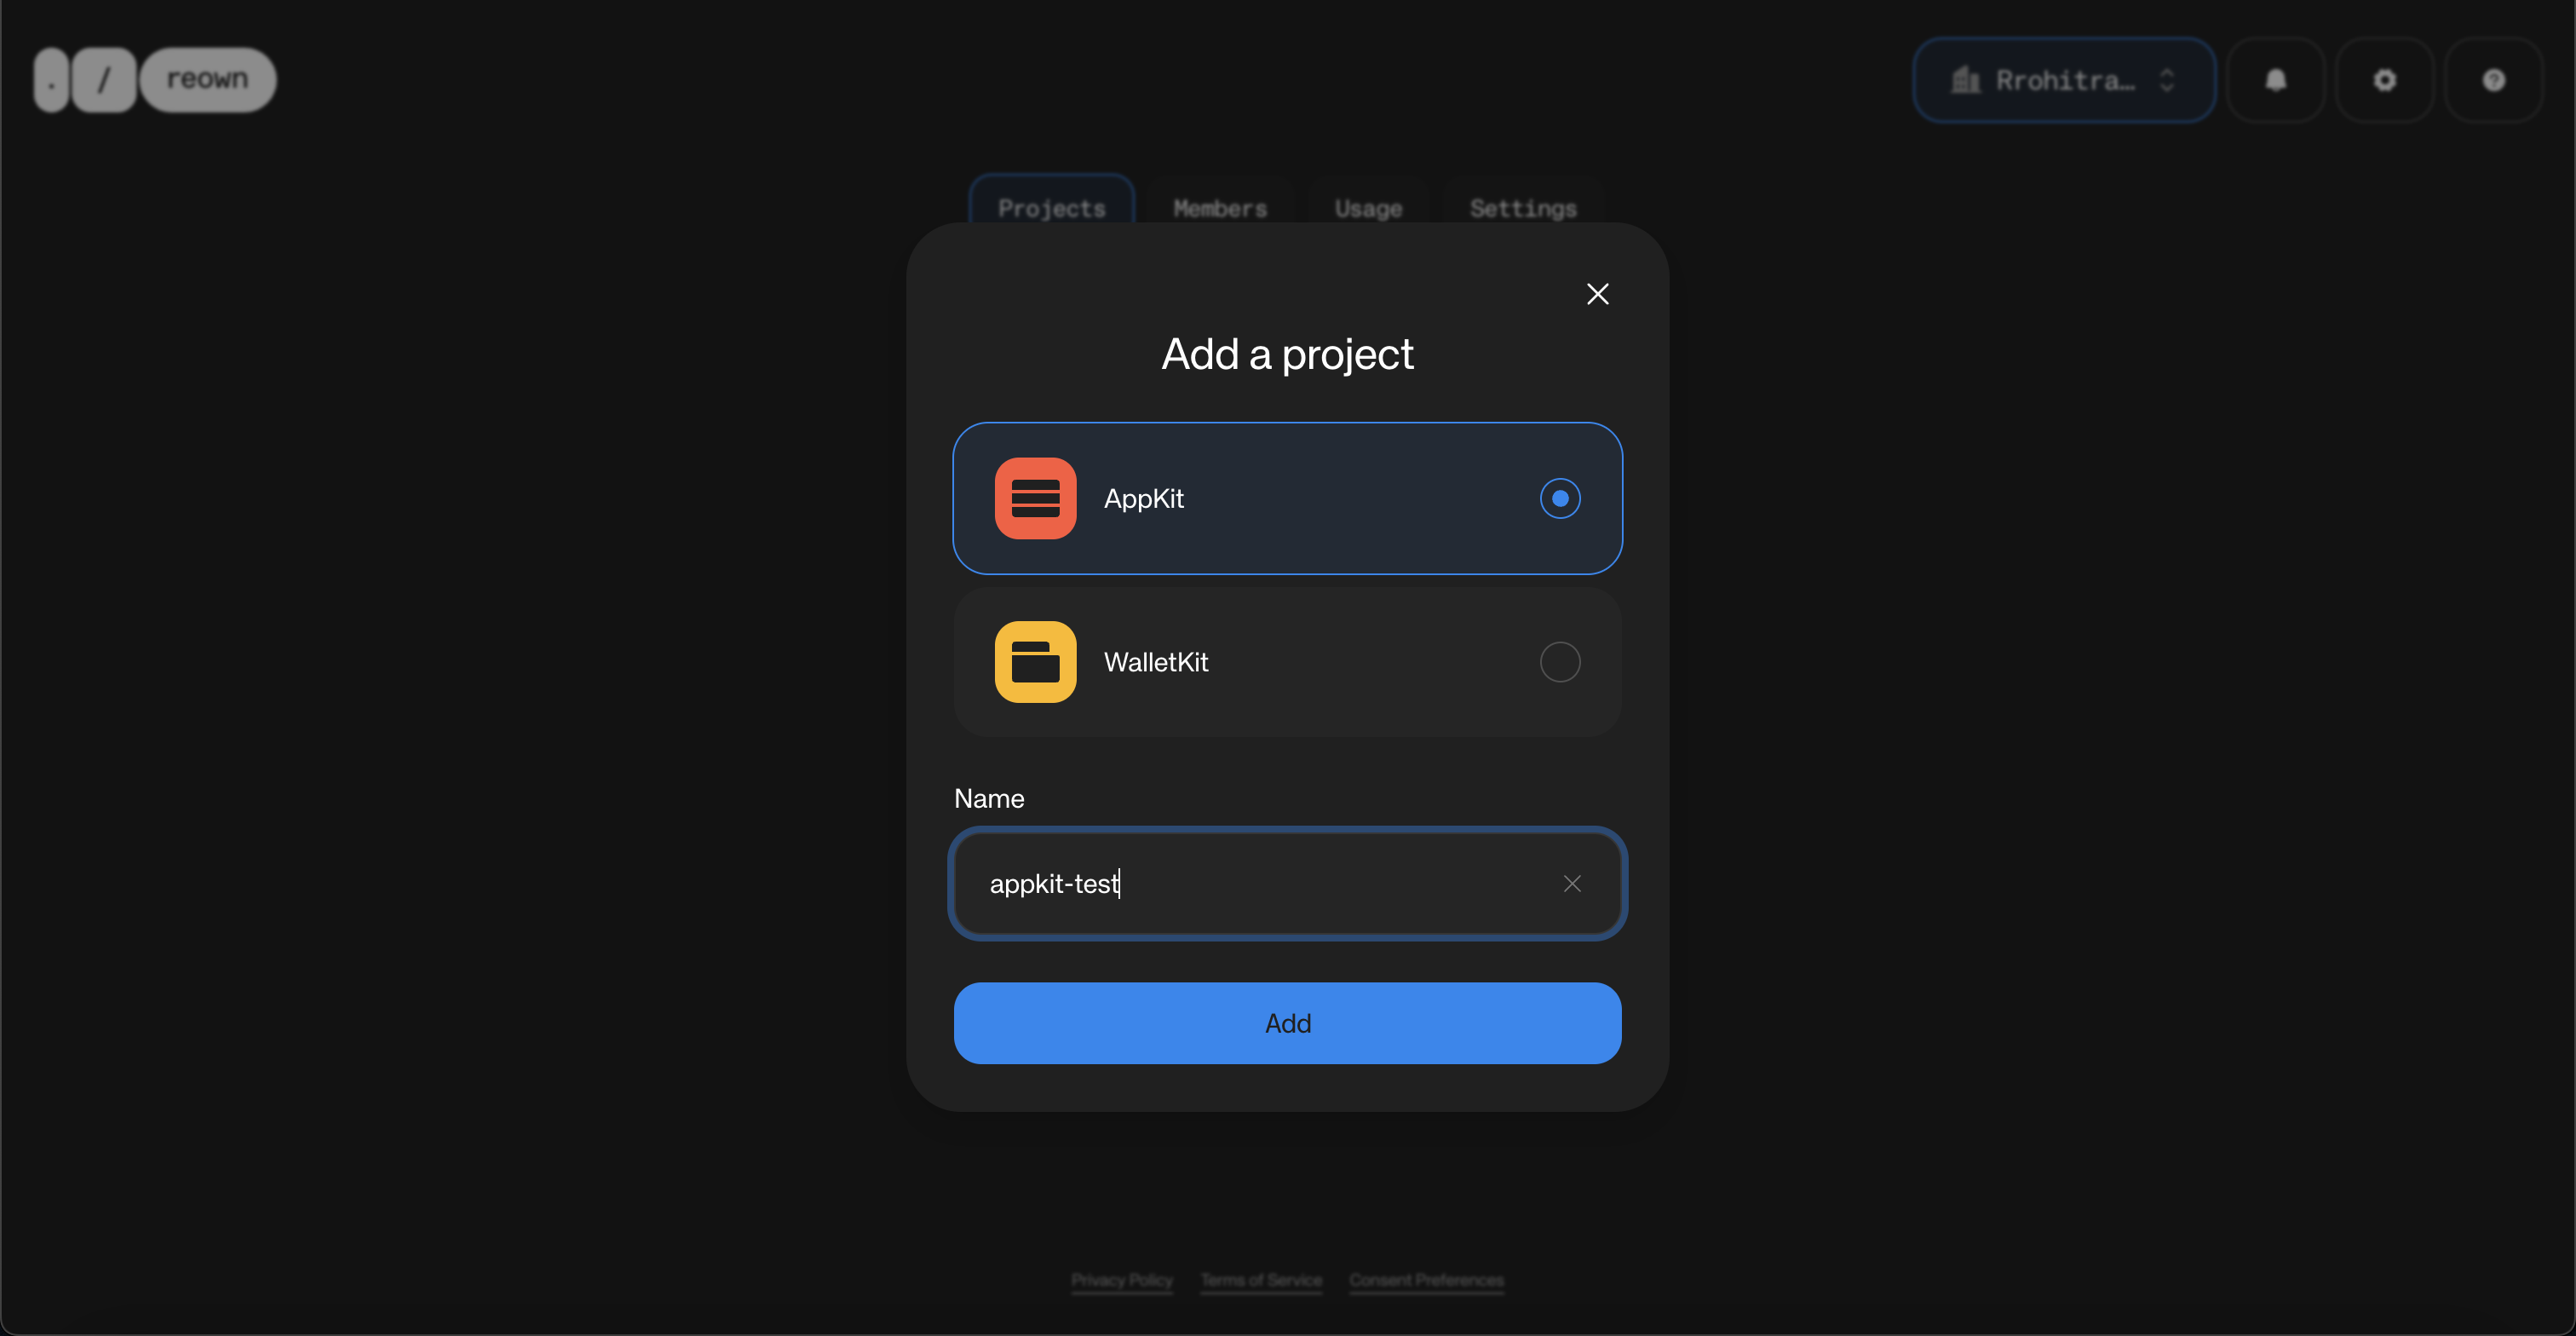 . / reown
Rrohitra...
Projects Members Usage Settings
Add a project
AppKit
WalletKit
Name
appkit-test
Add
Privacy Policy Terms of Service Consent Preferences